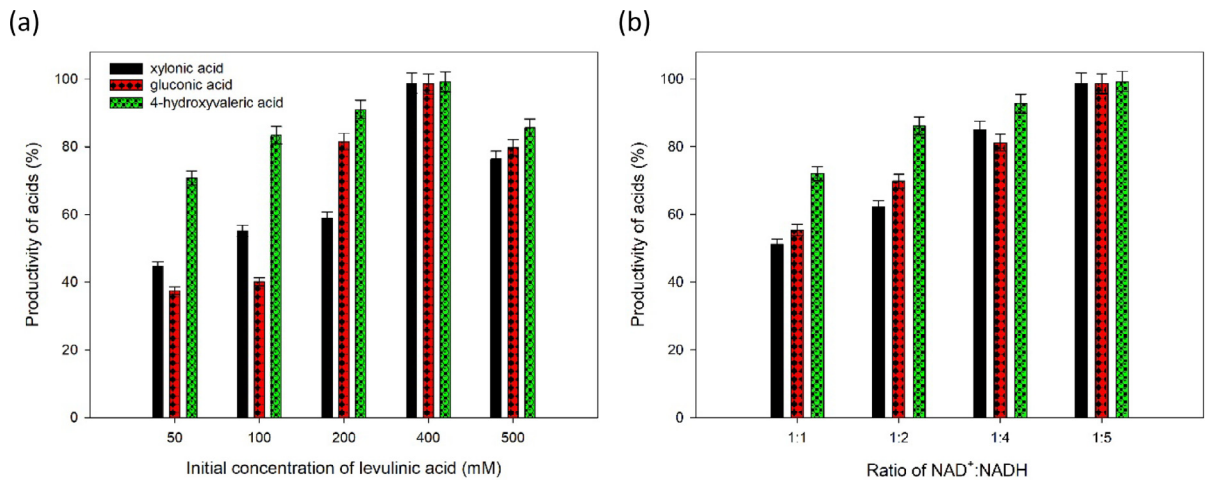 (a)
xylonic acid
gluconic acid
4-hydroxyvaleric acid
Productivity of acids (%)
100
80
60
40
20
0
50 100 200 400 500
Initial concentration of levulinic acid (mM)
(b)
Productivity of acids (%)
100
80
60
40
20
0
1:1 1:2 1:4 1:5
Ratio of NAD⁺:NADH